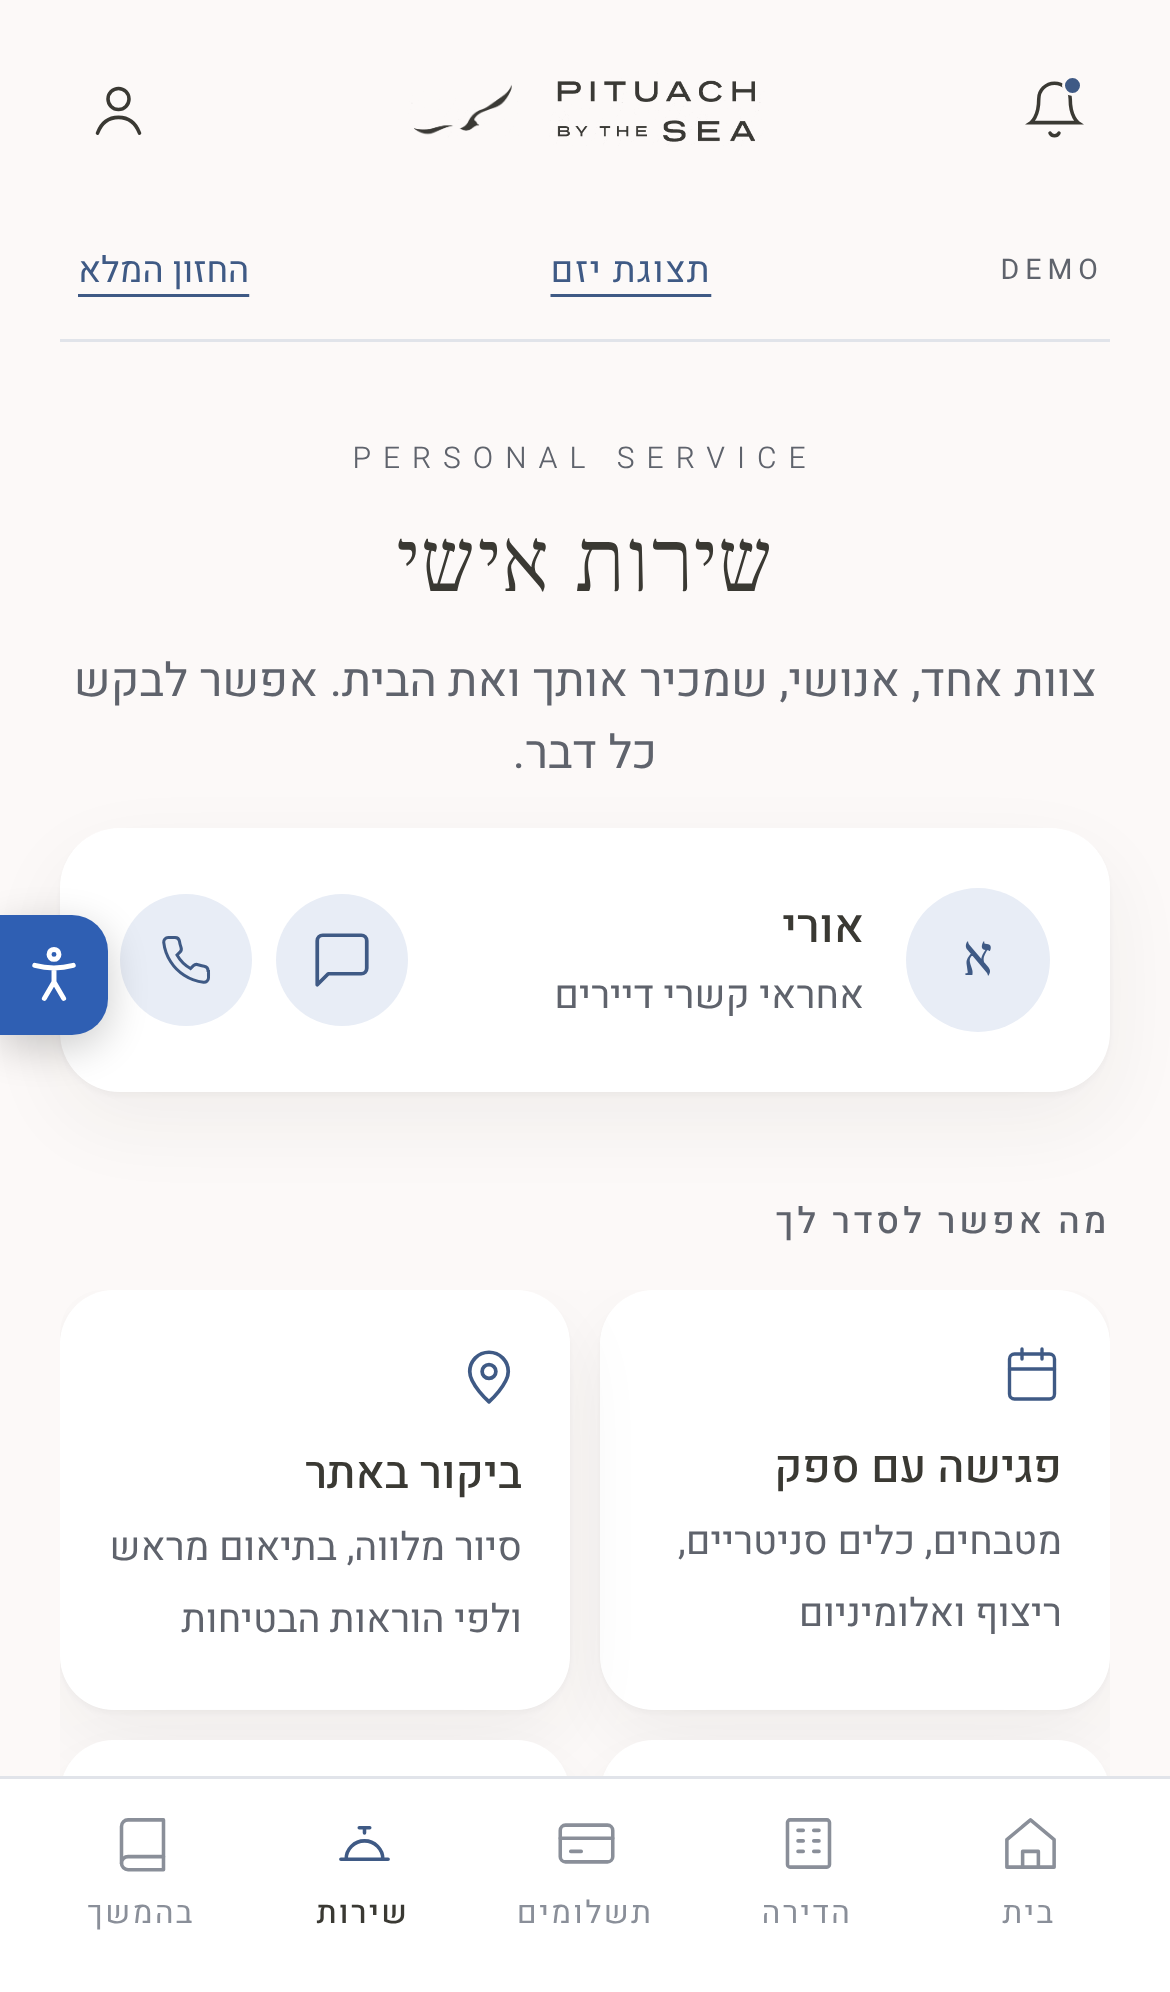 PITUACH
BY THE SEA
DEMO
תצוגת יזם
החזון המלא
PERSONAL SERVICE
שירות אישי
צוות אחד, אנושי, שמכיר אותך ואת הבית. אפשר לבקש
כל דבר.
א
אורי
אחראי קשרי דיירים
מה אפשר לסדר לך
פגישה עם ספק
מטבחים, כלים סניטריים,
ריצוף ואלומיניום
ביקור באתר
סיור מלווה, בתיאום מראש
ולפי הוראות הבטיחות
בית
הדירה
תשלומים
שירות
בהמשך